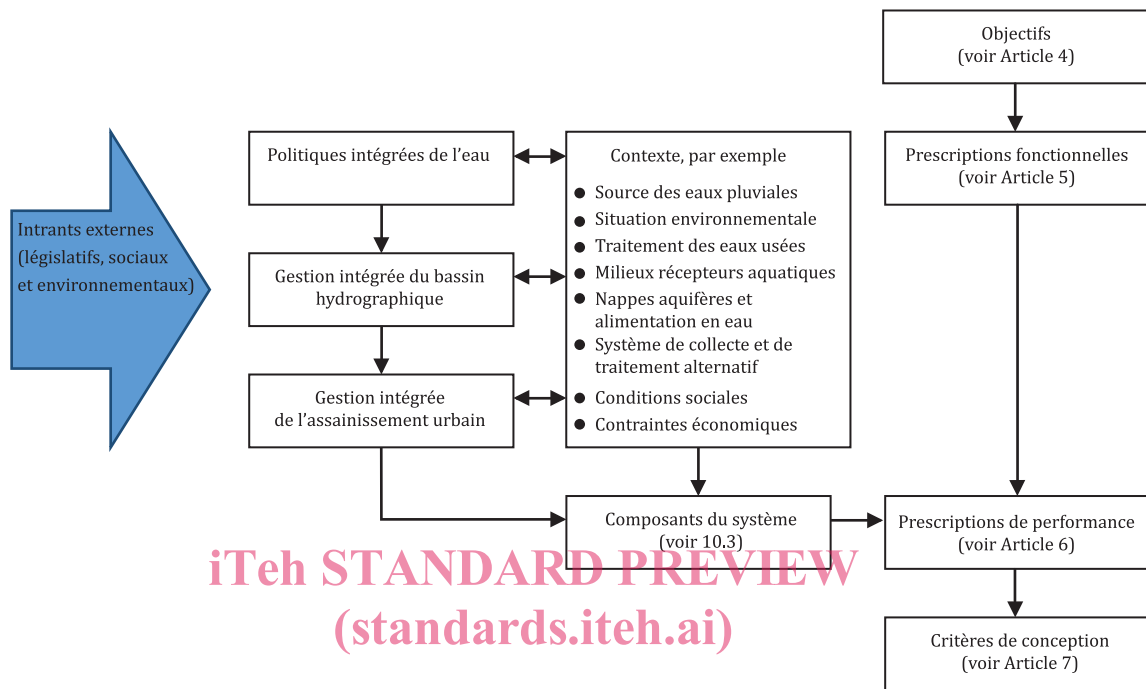 Objectifs
(voir Article 4)
Politiques intégrées de l’eau
Contexte, par exemple
Prescriptions fonctionnelles
(voir Article 5)
● Source des eaux pluviales
● Situation environnementale
● Traitement des eaux usées
● Milieux récepteurs aquatiques
● Nappes aquifères et
alimentation en eau
● Système de collecte et de
traitement alternatif
● Conditions sociales
● Contraintes économiques
Intrants externes
(législatifs, sociaux
et environnementaux)
Gestion intégrée du bassin
hydrographique
Gestion intégrée
de l’assainissement urbain
Composants du système
(voir 10.3)
Prescriptions de performance
(voir Article 6)
iTeh STANDARD PREVIEW
(standards.iteh.ai)
Critères de conception
(voir Article 7)